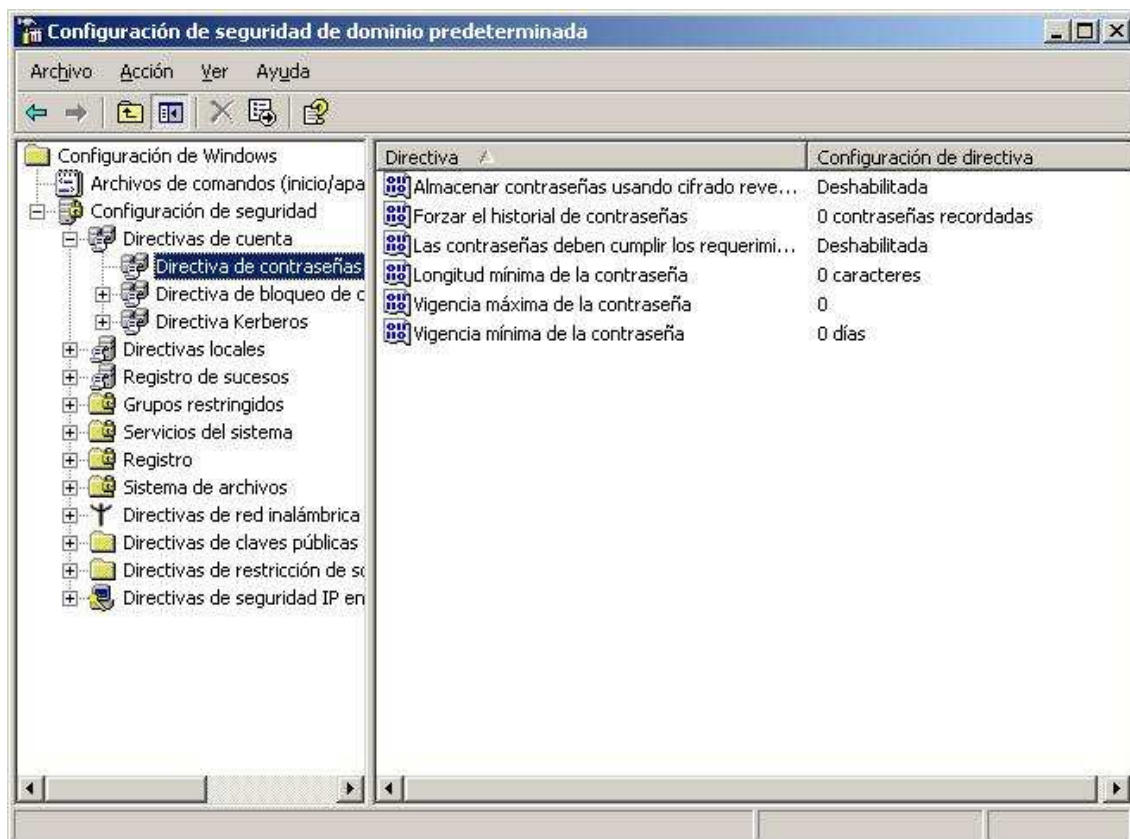 Configuración de seguridad de dominio predeterminada
Archivo Acción Ver Ayuda
Configuración de Windows
Archivos de comandos (inicio/apa
Configuración de seguridad
Directivas de cuenta
Directiva de contraseñas
Directiva de bloqueo de c
Directiva Kerberos
Directivas locales
Registro de sucesos
Grupos restringidos
Servicios del sistema
Registro
Sistema de archivos
Directivas de red inalámbrica
Directivas de claves públicas
Directivas de restricción de so
Directivas de seguridad IP en
Directiva Configuración de directiva
Almacenar contraseñas usando cifrado reve... Deshabilitada
Forzar el historial de contraseñas 0 contraseñas recordadas
Las contraseñas deben cumplir los requerimi... Deshabilitada
Longitud mínima de la contraseña 0 caracteres
Vigencia máxima de la contraseña 0
Vigencia mínima de la contraseña 0 días